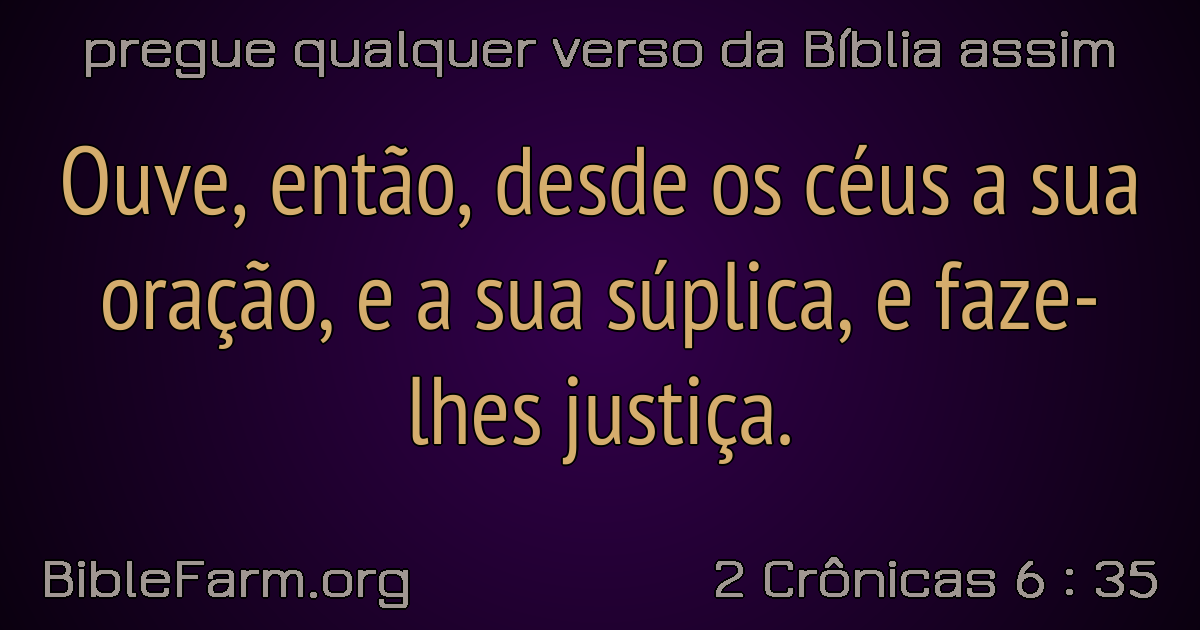 pregue qualquer verso da Bíblia assim
Ouve, então, desde os céus a sua
oração, e a sua súplica, e faze-
lhes justiça.
BibleFarm.org
2 Crônicas 6 : 35